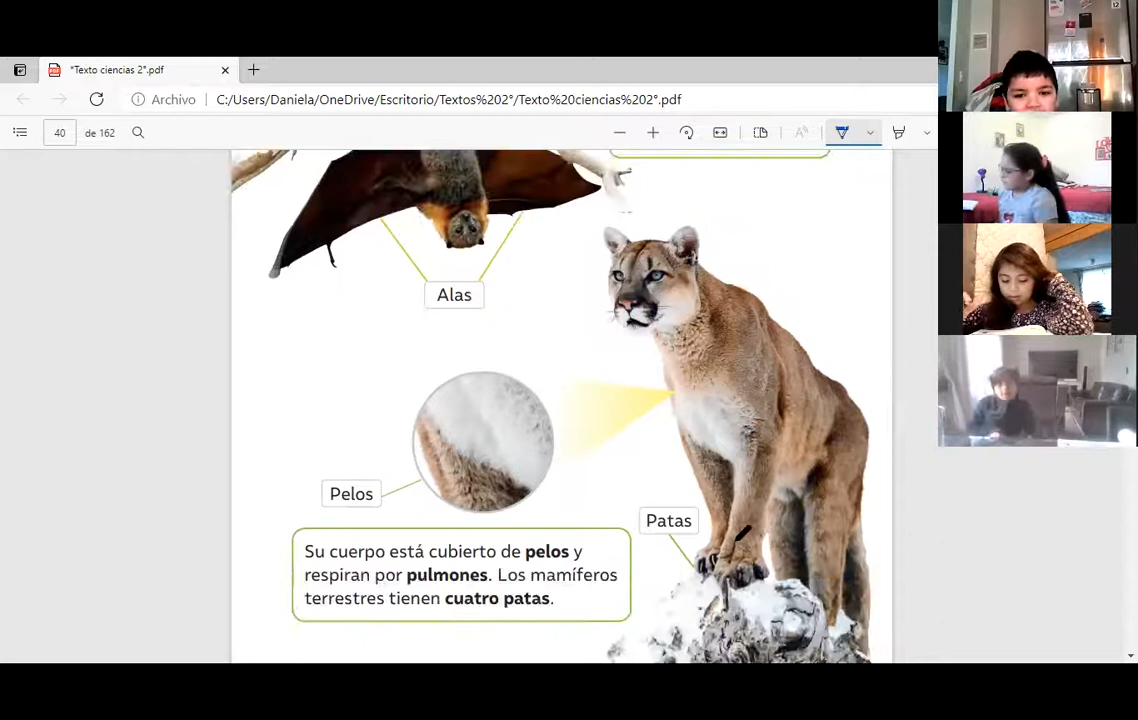 *Texto ciencias 2°.pdf
Archivo
C:/Users/Daniela/OneDrive/Escritorio/Textos%202°/Texto%20ciencias%202°.pdf
40
de 162
Alas
Pelos
Patas
Su cuerpo está cubierto de pelos y
respiran por pulmones. Los mamíferos
terrestres tienen cuatro patas.